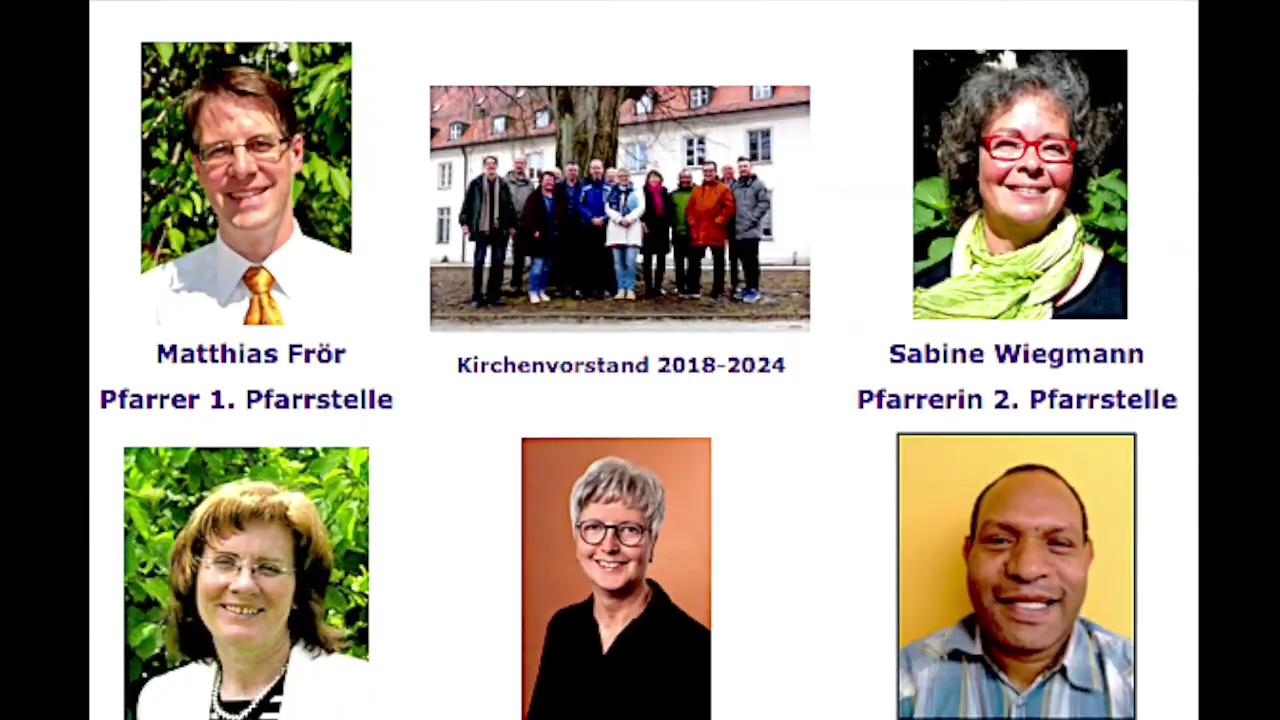 Matthias Frör
Pfarrer 1. Pfarrstelle
Kirchenvorstand 2018-2024
Sabine Wiegmann
Pfarrerin 2. Pfarrstelle